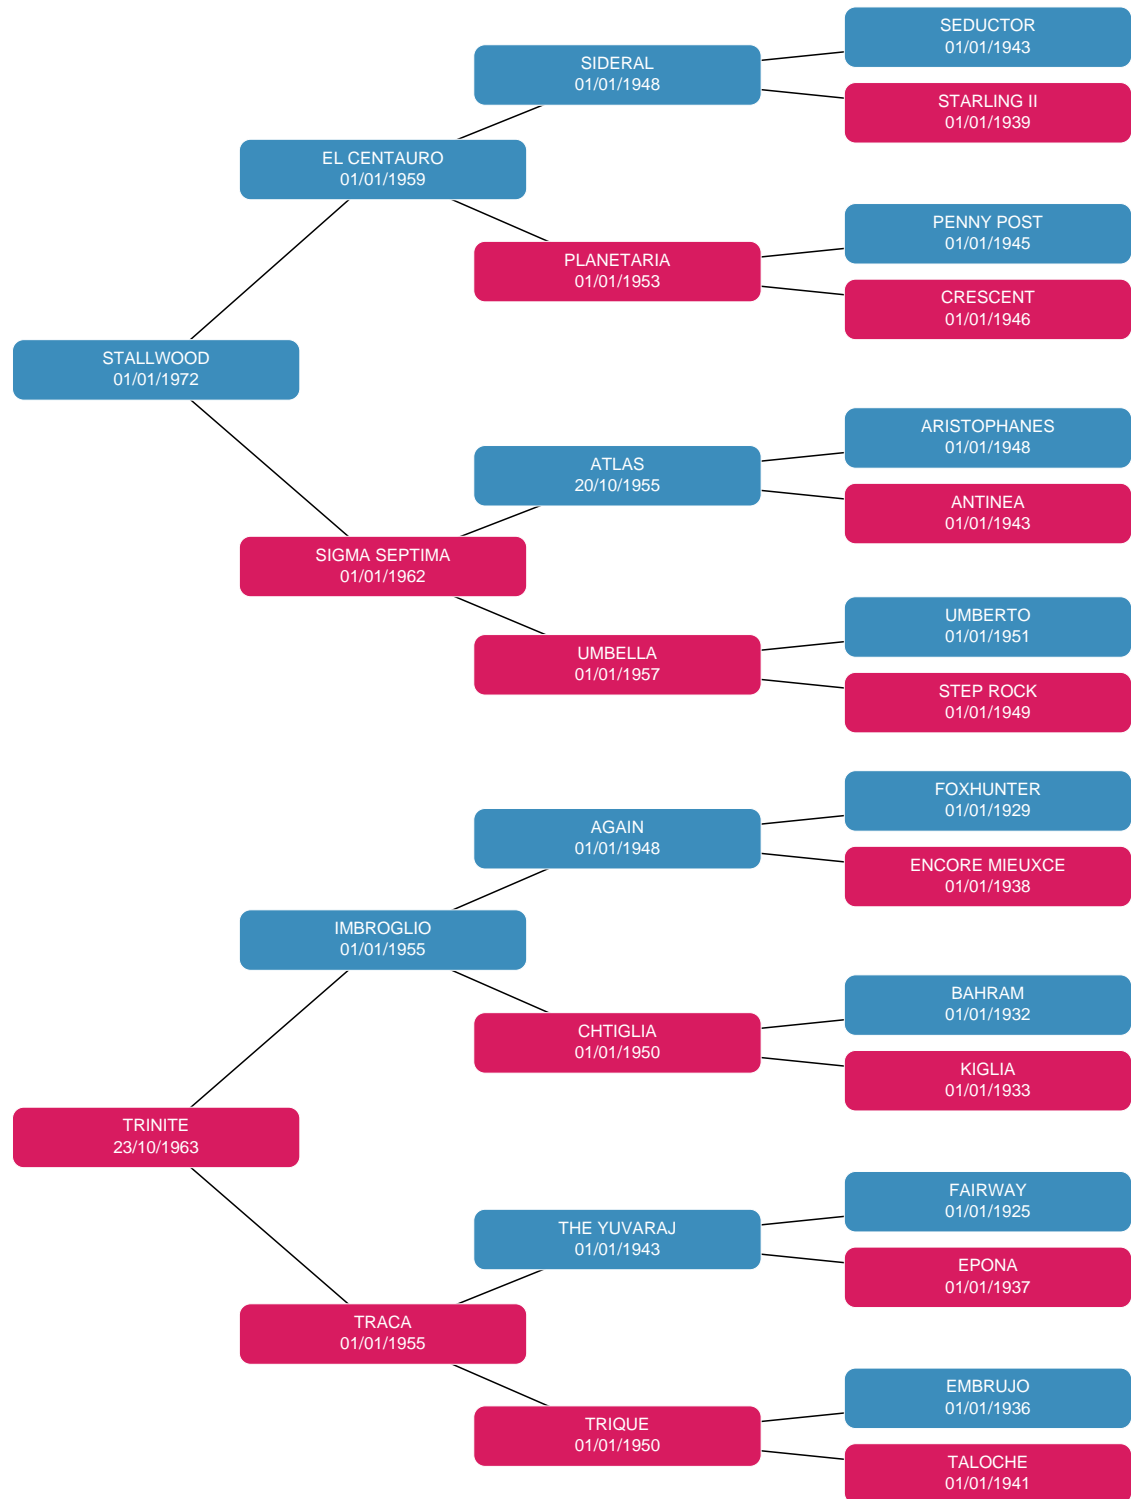 SEDUCTOR
01/01/1943
SIDERAL
01/01/1948
STARLING II
01/01/1939
EL CENTAURO
01/01/1959
PENNY POST
01/01/1945
PLANETARIA
01/01/1953
CRESCENT
01/01/1946
STALLWOOD
01/01/1972
ARISTOPHANES
01/01/1948
ATLAS
20/10/1955
ANTINEA
01/01/1943
SIGMA SEPTIMA
01/01/1962
UMBERTO
01/01/1951
UMBELLA
01/01/1957
STEP ROCK
01/01/1949
FOXHUNTER
01/01/1929
AGAIN
01/01/1948
ENCORE MIEUXCE
01/01/1938
IMBROGLIO
01/01/1955
BAHRAM
01/01/1932
CHTIGLIA
01/01/1950
KIGLIA
01/01/1933
TRINITE
23/10/1963
FAIRWAY
01/01/1925
THE YUVARAJ
01/01/1943
EPONA
01/01/1937
TRACA
01/01/1955
EMBRUJO
01/01/1936
TRIQUE
01/01/1950
TALOCHE
01/01/1941